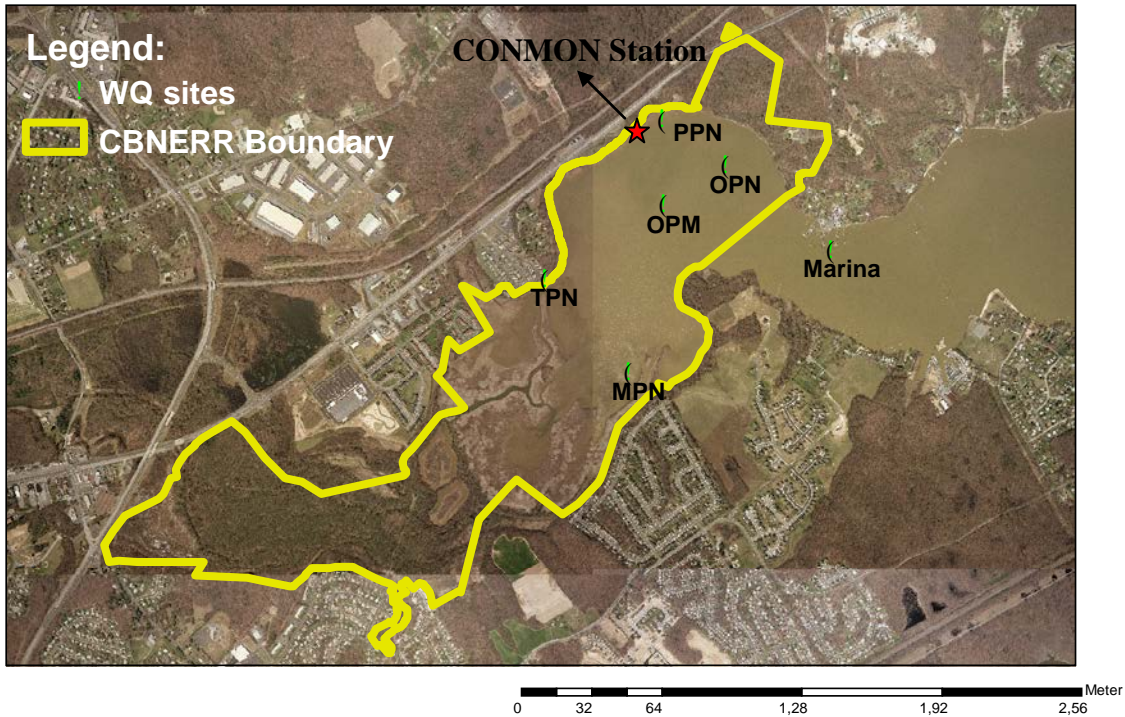 Legend:
WQ sites
CBNERR Boundary
CONMON Station
PPN
OPN
OPM
Marina
TPN
MPN
Meter
0 32 64 1,28 1,92 2,56